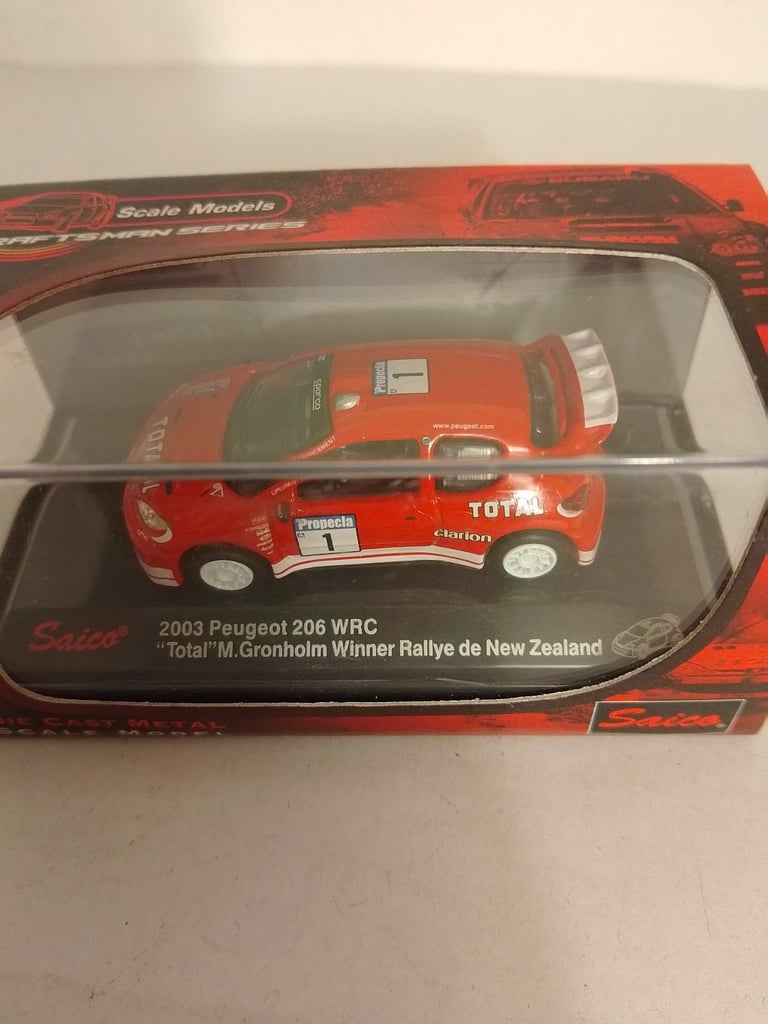 Scale Models
RAFTSMAN SERIES
Propecia
1
sparco
www.peugeot.com
TOTAL
TOTAL
Propecia
1
clarion
Saico®
2003 Peugeot 206 WRC
"Total"M.Gronholm Winner Rallye de New Zealand
DIE CAST METAL
SCALE MODEL
Saico